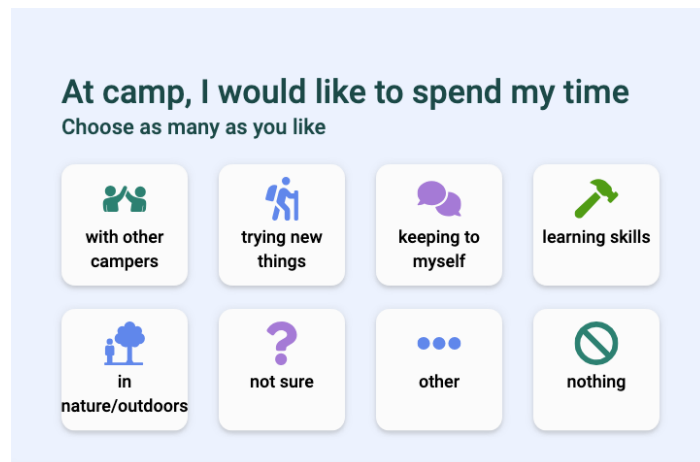 At camp, I would like to spend my time
Choose as many as you like
with other
campers
trying new
things
keeping to
myself
learning skills
in
nature/outdoors
not sure
other
nothing